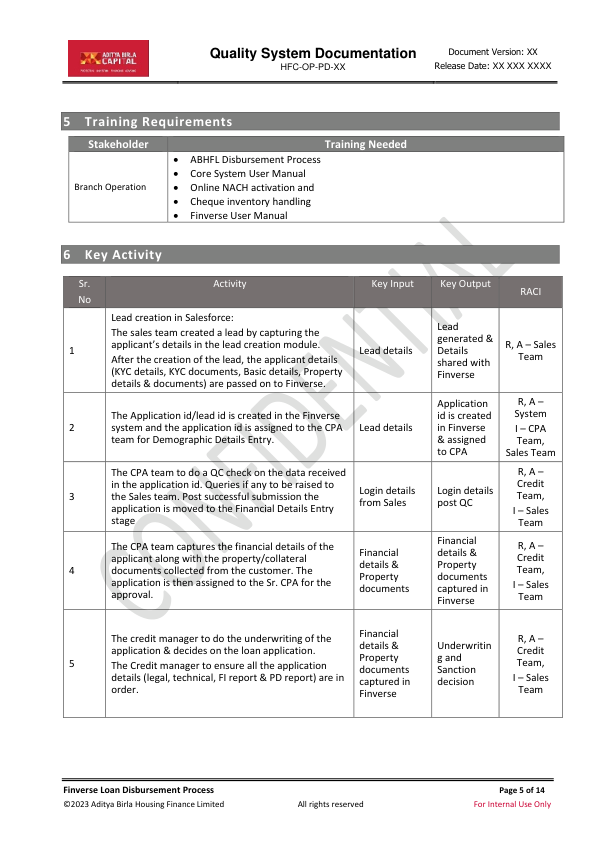 ADITYA BIRLA
CAPITAL
Quality System Documentation
HFC-OP-PD-XX
Document Version: XX
Release Date: XX XXX XXXX
5 Training Requirements
Stakeholder
Training Needed
Branch Operation
• ABHFL Disbursement Process
• Core System User Manual
• Online NACH activation and
• Cheque inventory handling
• Finverse User Manual
6 Key Activity
Sr.
No
Activity
Key Input
Key Output
RACI
1
Lead creation in Salesforce:
The sales team created a lead by capturing the
applicant's details in the lead creation module.
After the creation of the lead, the applicant details
(KYC details, KYC documents, Basic details, Property
details & documents) are passed on to Finverse.
Lead details
Lead
generated &
Details
shared with
Finverse
R, A – Sales
Team
2
The Application id/lead id is created in the Finverse
system and the application id is assigned to the CPA
team for Demographic Details Entry.
Lead details
Application
id is created
in Finverse
& assigned
to CPA
R, A –
System
I – CPA
Team,
Sales Team
3
The CPA team to do a QC check on the data received
in the application id. Queries if any to be raised to
the Sales team. Post successful submission the
application is moved to the Financial Details Entry
stage
Login details
from Sales
Login details
post QC
R, A –
Credit
Team,
I – Sales
Team
4
The CPA team captures the financial details of the
applicant along with the property/collateral
documents collected from the customer. The
application is then assigned to the Sr. CPA for the
approval.
Financial
details &
Property
documents
Financial
details &
Property
documents
captured in
Finverse
R, A –
Credit
Team,
I – Sales
Team
5
The credit manager to do the underwriting of the
application & decides on the loan application.
The Credit manager to ensure all the application
details (legal, technical, FI report & PD report) are in
order.
Financial
details &
Property
documents
captured in
Finverse
Underwritin
g and
Sanction
decision
R, A –
Credit
Team,
I – Sales
Team
CONFIDENTIAL
Finverse Loan Disbursement Process
Page 5 of 14
©2023 Aditya Birla Housing Finance Limited
All rights reserved
For Internal Use Only